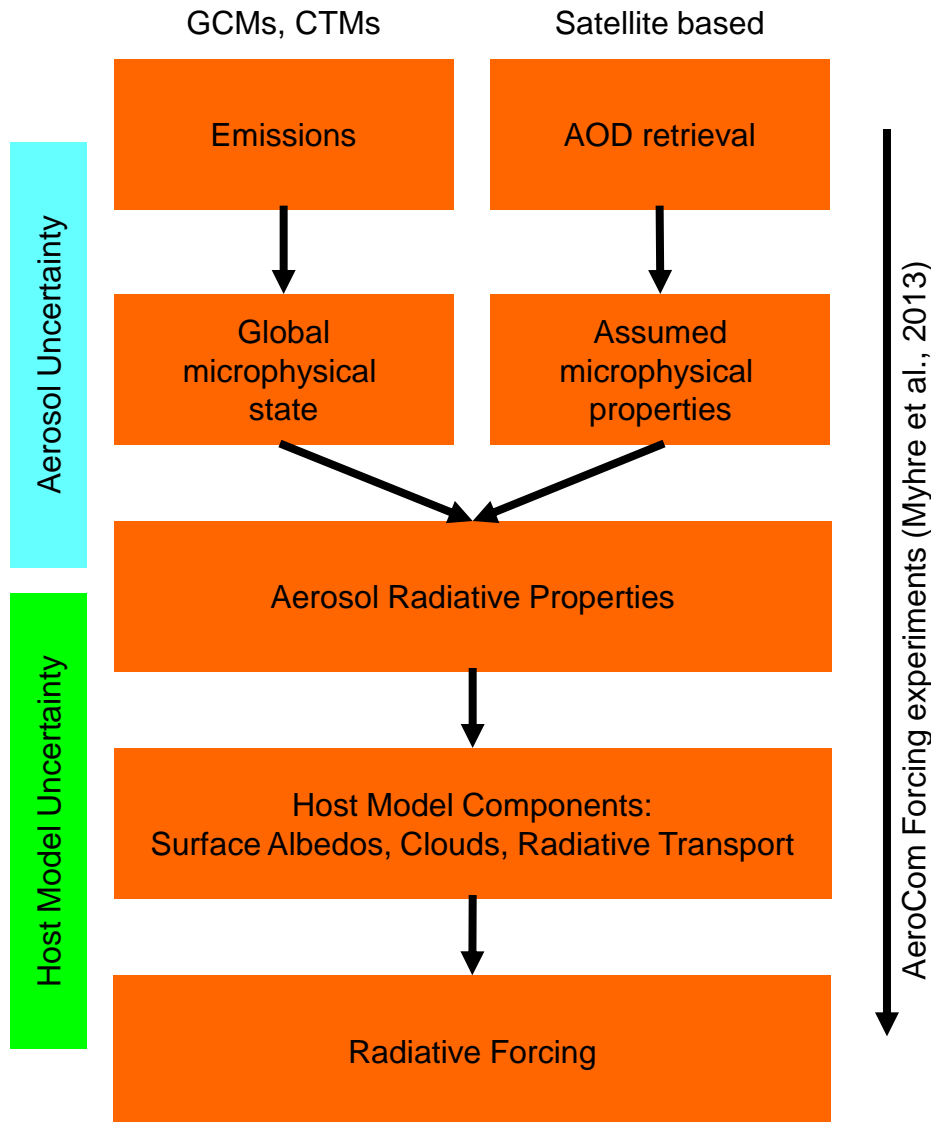 GCMs, CTMs
Satellite based
Emissions
AOD retrieval
Global
microphysical
state
Assumed
microphysical
properties
Aerosol Radiative Properties
Host Model Components:
Surface Albedos, Clouds, Radiative Transport
Radiative Forcing
Aerosol Uncertainty
Host Model Uncertainty
AeroCom Forcing experiments (Myhre et al., 2013)